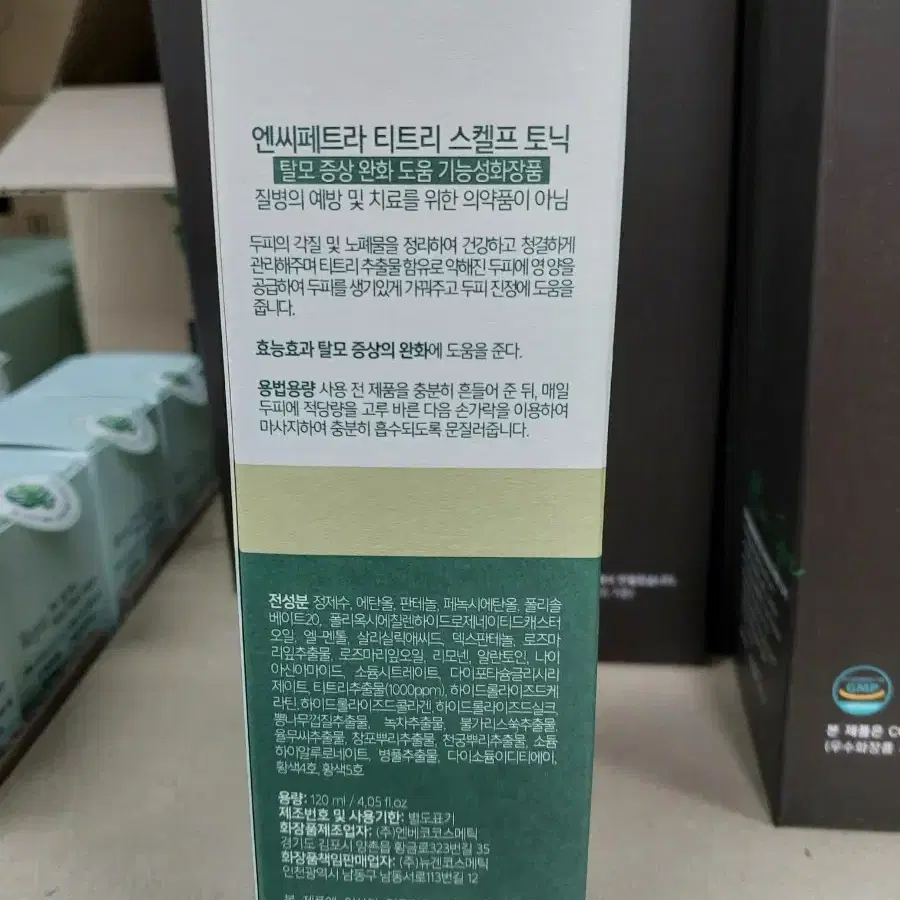 엔씨페트라 티트리 스켈프 토닉
탈모 증상 완화 도움 기능성화장품
질병의 예방 및 치료를 위한 의약품이 아님
두피의 각질 및 노폐물을 정리하여 건강하고 청결하게
관리해주며 티트리 추출물 함유로 약해진 두피에 영양을
공급하여 두피를 생기있게 가꿔주고 두피 진정에 도움을
줍니다.
효능효과 탈모 증상의 완화에 도움을 준다.
용법용량 사용 전 제품을 충분히 흔들어 준 뒤, 매일
두피에 적당량을 고루 바른 다음 손가락을 이용하여
마사지하여 충분히 흡수되도록 문질러줍니다.
전성분 정제수, 에탄올, 판테놀, 페녹시에탄올, 폴리솔
베이트20, 폴리옥시에칠렌하이드로제네이티드캐스터
오일, 엘-멘톨, 살리실릭애씨드, 덱스판테놀, 로즈마
리잎추출물, 로즈마리잎오일, 리모넨, 알란토인, 나이
아신아마이드, 소듐시트레이트, 다이포타슘글리시리
제이트, 티트리추출물(1000ppm), 하이드롤라이즈드케
라틴, 하이드롤라이즈드콜라겐, 하이드롤라이즈드실크,
뽕나무껍질추출물, 녹차추출물, 불가리스쑥추출물,
율무씨추출물, 창포뿌리추출물, 천궁뿌리추출물, 소듐
하이알루로네이트, 병풀추출물, 다이소듐이디티에이,
황색4호, 황색5호
용량: 120 ml / 4.05 fl.oz
제조번호 및 사용기한: 별도표기
화장품제조업자: (주)엔베코코스메틱
경기도 김포시 양촌읍 황금로323번길 35
화장품책임판매업자: (주)뉴겐코스메틱
인천광역시 남동구 남동서로113번길 12
GMP
본 제품은
(우수화장품